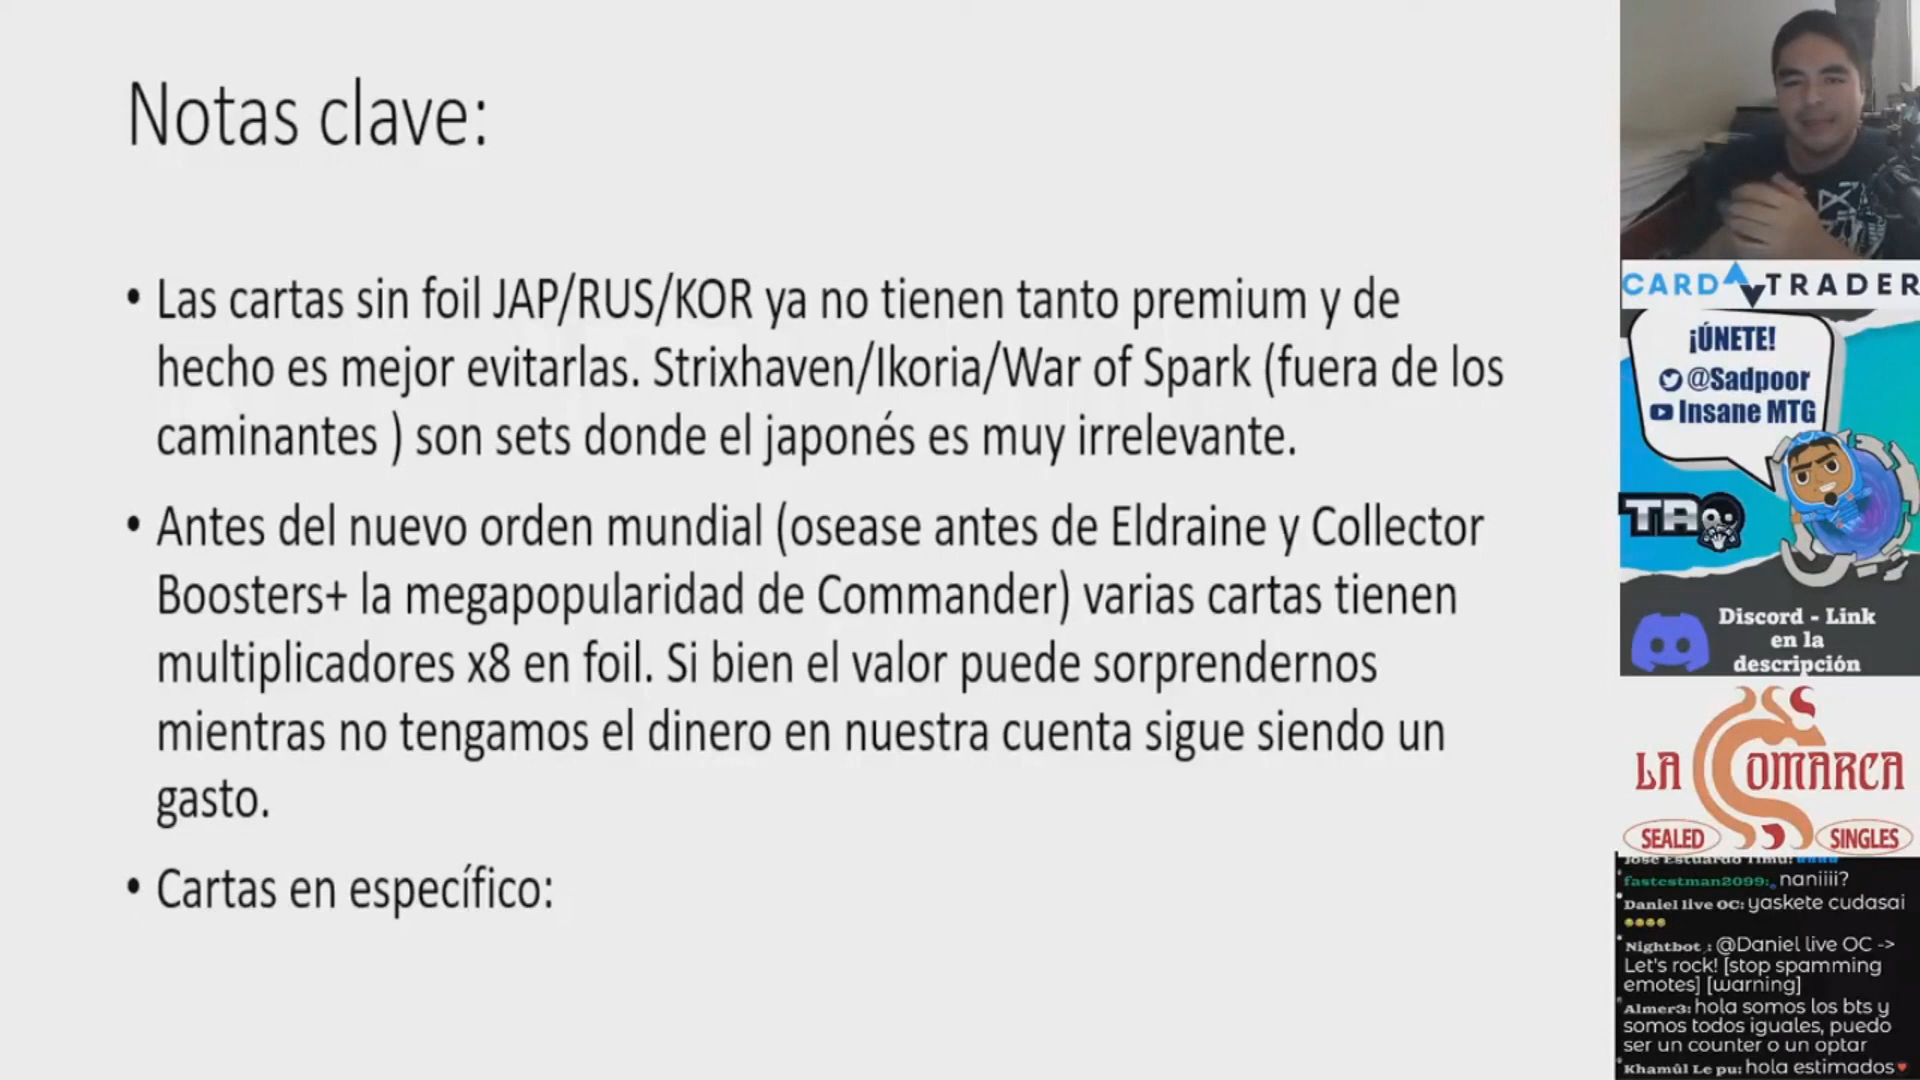 Notas clave:
• Las cartas sin foil JAP/RUS/KOR ya no tienen tanto premium y de
hecho es mejor evitarlas. Strixhaven/Ikoria/War of Spark (fuera de los
caminantes ) son sets donde el japonés es muy irrelevante.
• Antes del nuevo orden mundial (osease antes de Eldraine y Collector
Boosters+ la megapopularidad de Commander) varias cartas tienen
multiplicadores x8 en foil. Si bien el valor puede sorprendernos
mientras no tengamos el dinero en nuestra cuenta sigue siendo un
gasto.
• Cartas en específico:
CARD TRADER
¡ÚNETE!
@Sadpoor
Insane MTG
Discord - Link
en la
descripción
LA COMARCA
SEALED SINGLES
Jose Estuardo Timu:
fastestman2099: naniiii?
Daniel live OC: yaskete cudasai
Nightbot : @Daniel live OC ->
Let's rock! [stop spamming
emotes] [warning]
Almer3: hola somos los bts y
somos todos iguales, puedo
ser un counter o un optar
Khamûl Le pu: hola estimados